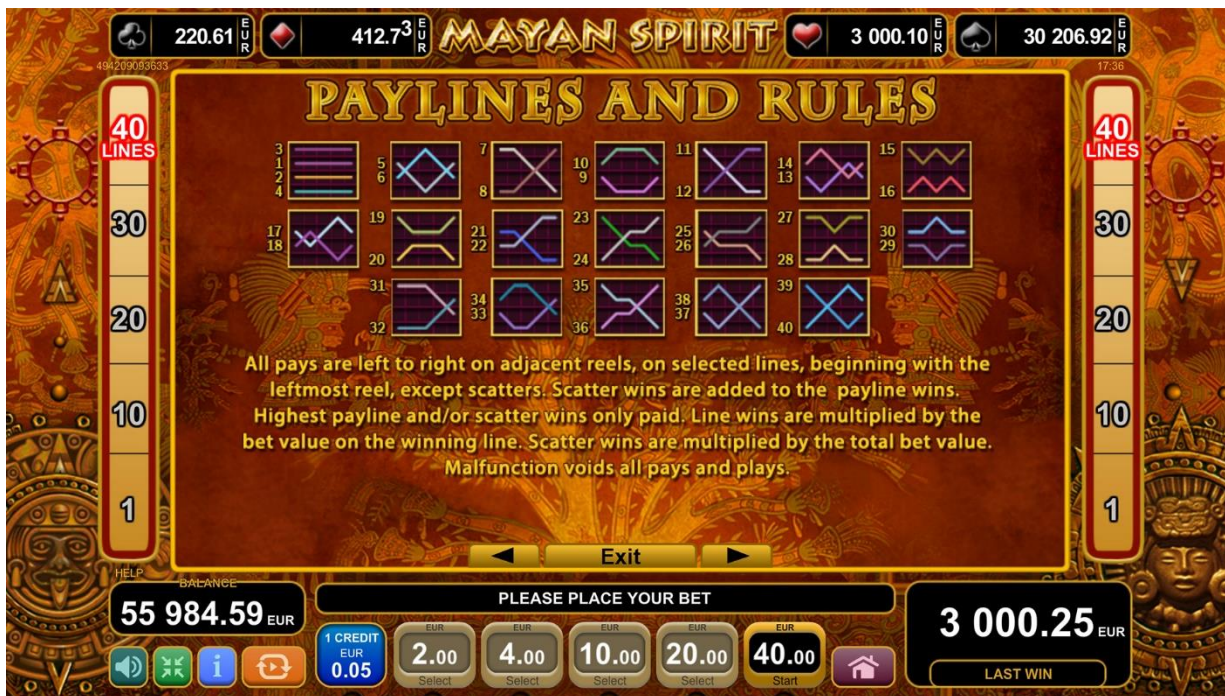 220.61 EUR 412.73 EUR MAYAN SPIRIT 3 000.10 EUR 30 206.92 EUR
494209093633 17:36
PAYLINES AND RULES
40 LINES 40 LINES
3 1 2 4 5 6 7 8 10 9 11 12 14 13 15 16
30 30
17 18 19 20 21 22 23 24 25 26 27 28 30 29
20 20
31 32 34 33 35 36 38 37 39 40
All pays are left to right on adjacent reels, on selected lines, beginning with the
leftmost reel, except scatters. Scatter wins are added to the payline wins.
10 10
Highest payline and/or scatter wins only paid. Line wins are multiplied by the
bet value on the winning line. Scatter wins are multiplied by the total bet value.
Malfunction voids all pays and plays.
1 1
Exit
HELP BALANCE
55 984.59 EUR
PLEASE PLACE YOUR BET
3 000.25 EUR
LAST WIN
1 CREDIT EUR 0.05
EUR 2.00 Select
EUR 4.00 Select
EUR 10.00 Select
EUR 20.00 Select
EUR 40.00 Start